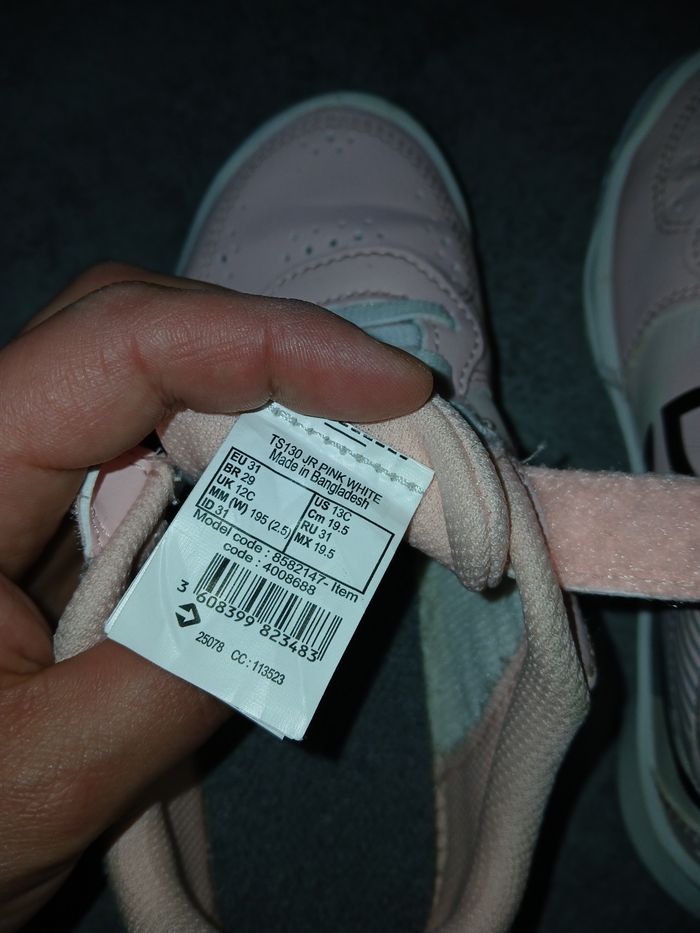 TS130 JR PINK WHITE
Made in Bangladesh
EU 31
BR 29
UK 12C
MM (W) 195 (2.5)
ID 31
US 13C
Cm 19.5
RU 31
MX 19.5
Model code : 8582147- Item
code : 4008688
3 608399 823483
25078 CC : 113523